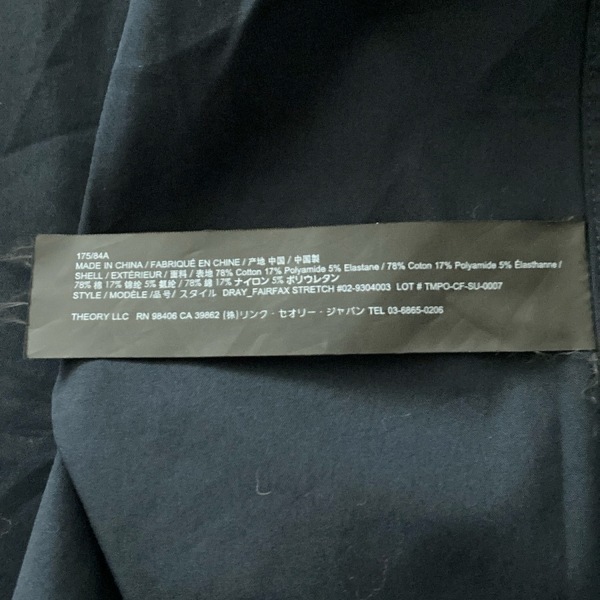 175/84A
MADE IN CHINA / FABRIQUÉ EN CHINE / 产地 中国 / 中国製
SHELL / EXTÉRIEUR / 面料 / 表地 78% Cotton 17% Polyamide 5% Elastane / 78% Coton 17% Polyamide 5% Élasthanne /
78% 棉 17% 锦纶 5% 氨纶 / 78% 綿 17% ナイロン 5% ポリウレタン
STYLE / MODÈLE /品号/ スタイル DRAY_FAIRFAX STRETCH #02-9304003 LOT # TMPO-CF-SU-0007
THEORY LLC RN 98406 CA 39862 (株)リンク・セオリー・ジャパン TEL 03-6865-0206